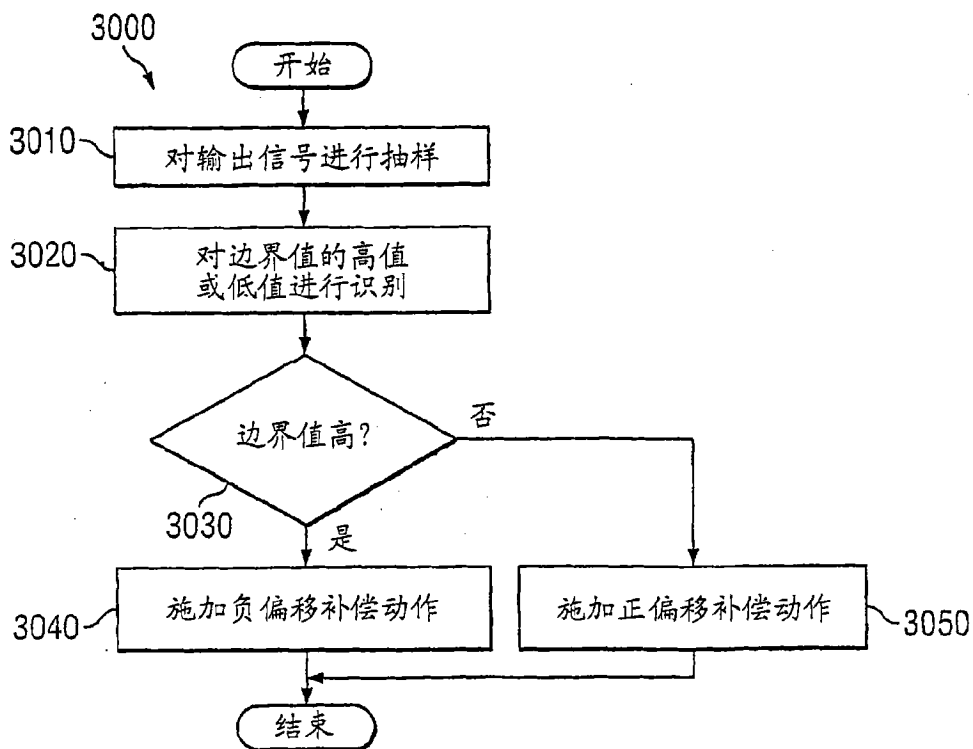 3000
开始
3010
对输出信号进行抽样
3020
对边界值的高值
或低值进行识别
边界值高?
否
3030
是
3040
施加负偏移补偿动作
施加正偏移补偿动作
3050
结束